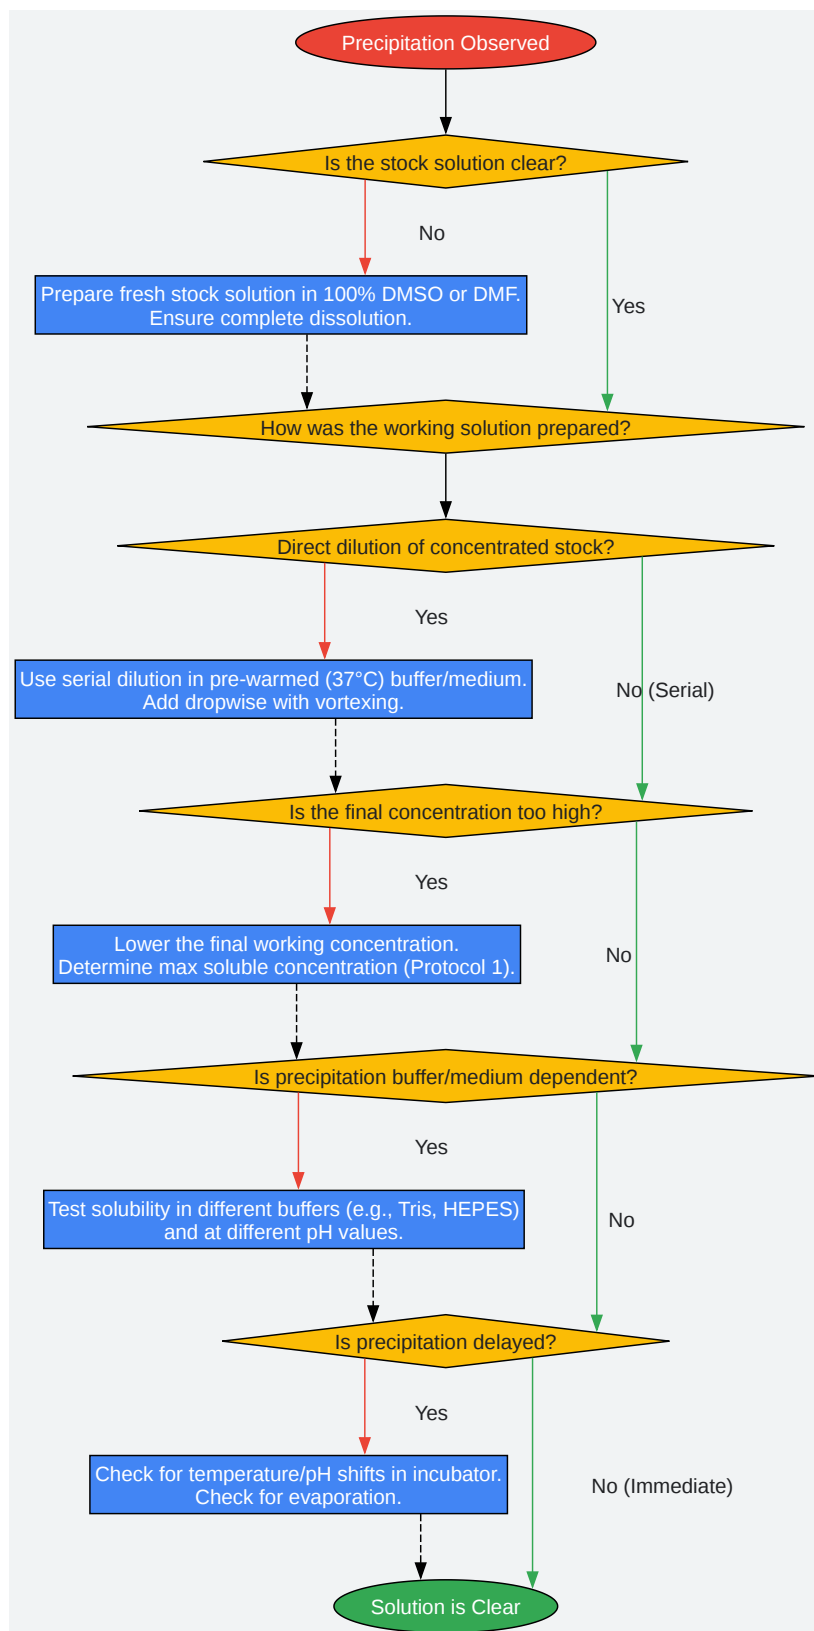 Precipitation Observed
Is the stock solution clear?
No
Prepare fresh stock solution in 100% DMSO or DMF.
Ensure complete dissolution.
Yes
How was the working solution prepared?
Direct dilution of concentrated stock?
Yes
Use serial dilution in pre-warmed (37°C) buffer/medium.
Add dropwise with vortexing.
No (Serial)
Is the final concentration too high?
Yes
Lower the final working concentration.
Determine max soluble concentration (Protocol 1).
No
Is precipitation buffer/medium dependent?
Yes
Test solubility in different buffers (e.g., Tris, HEPES)
and at different pH values.
No
Is precipitation delayed?
Yes
Check for temperature/pH shifts in incubator.
Check for evaporation.
No (Immediate)
Solution is Clear